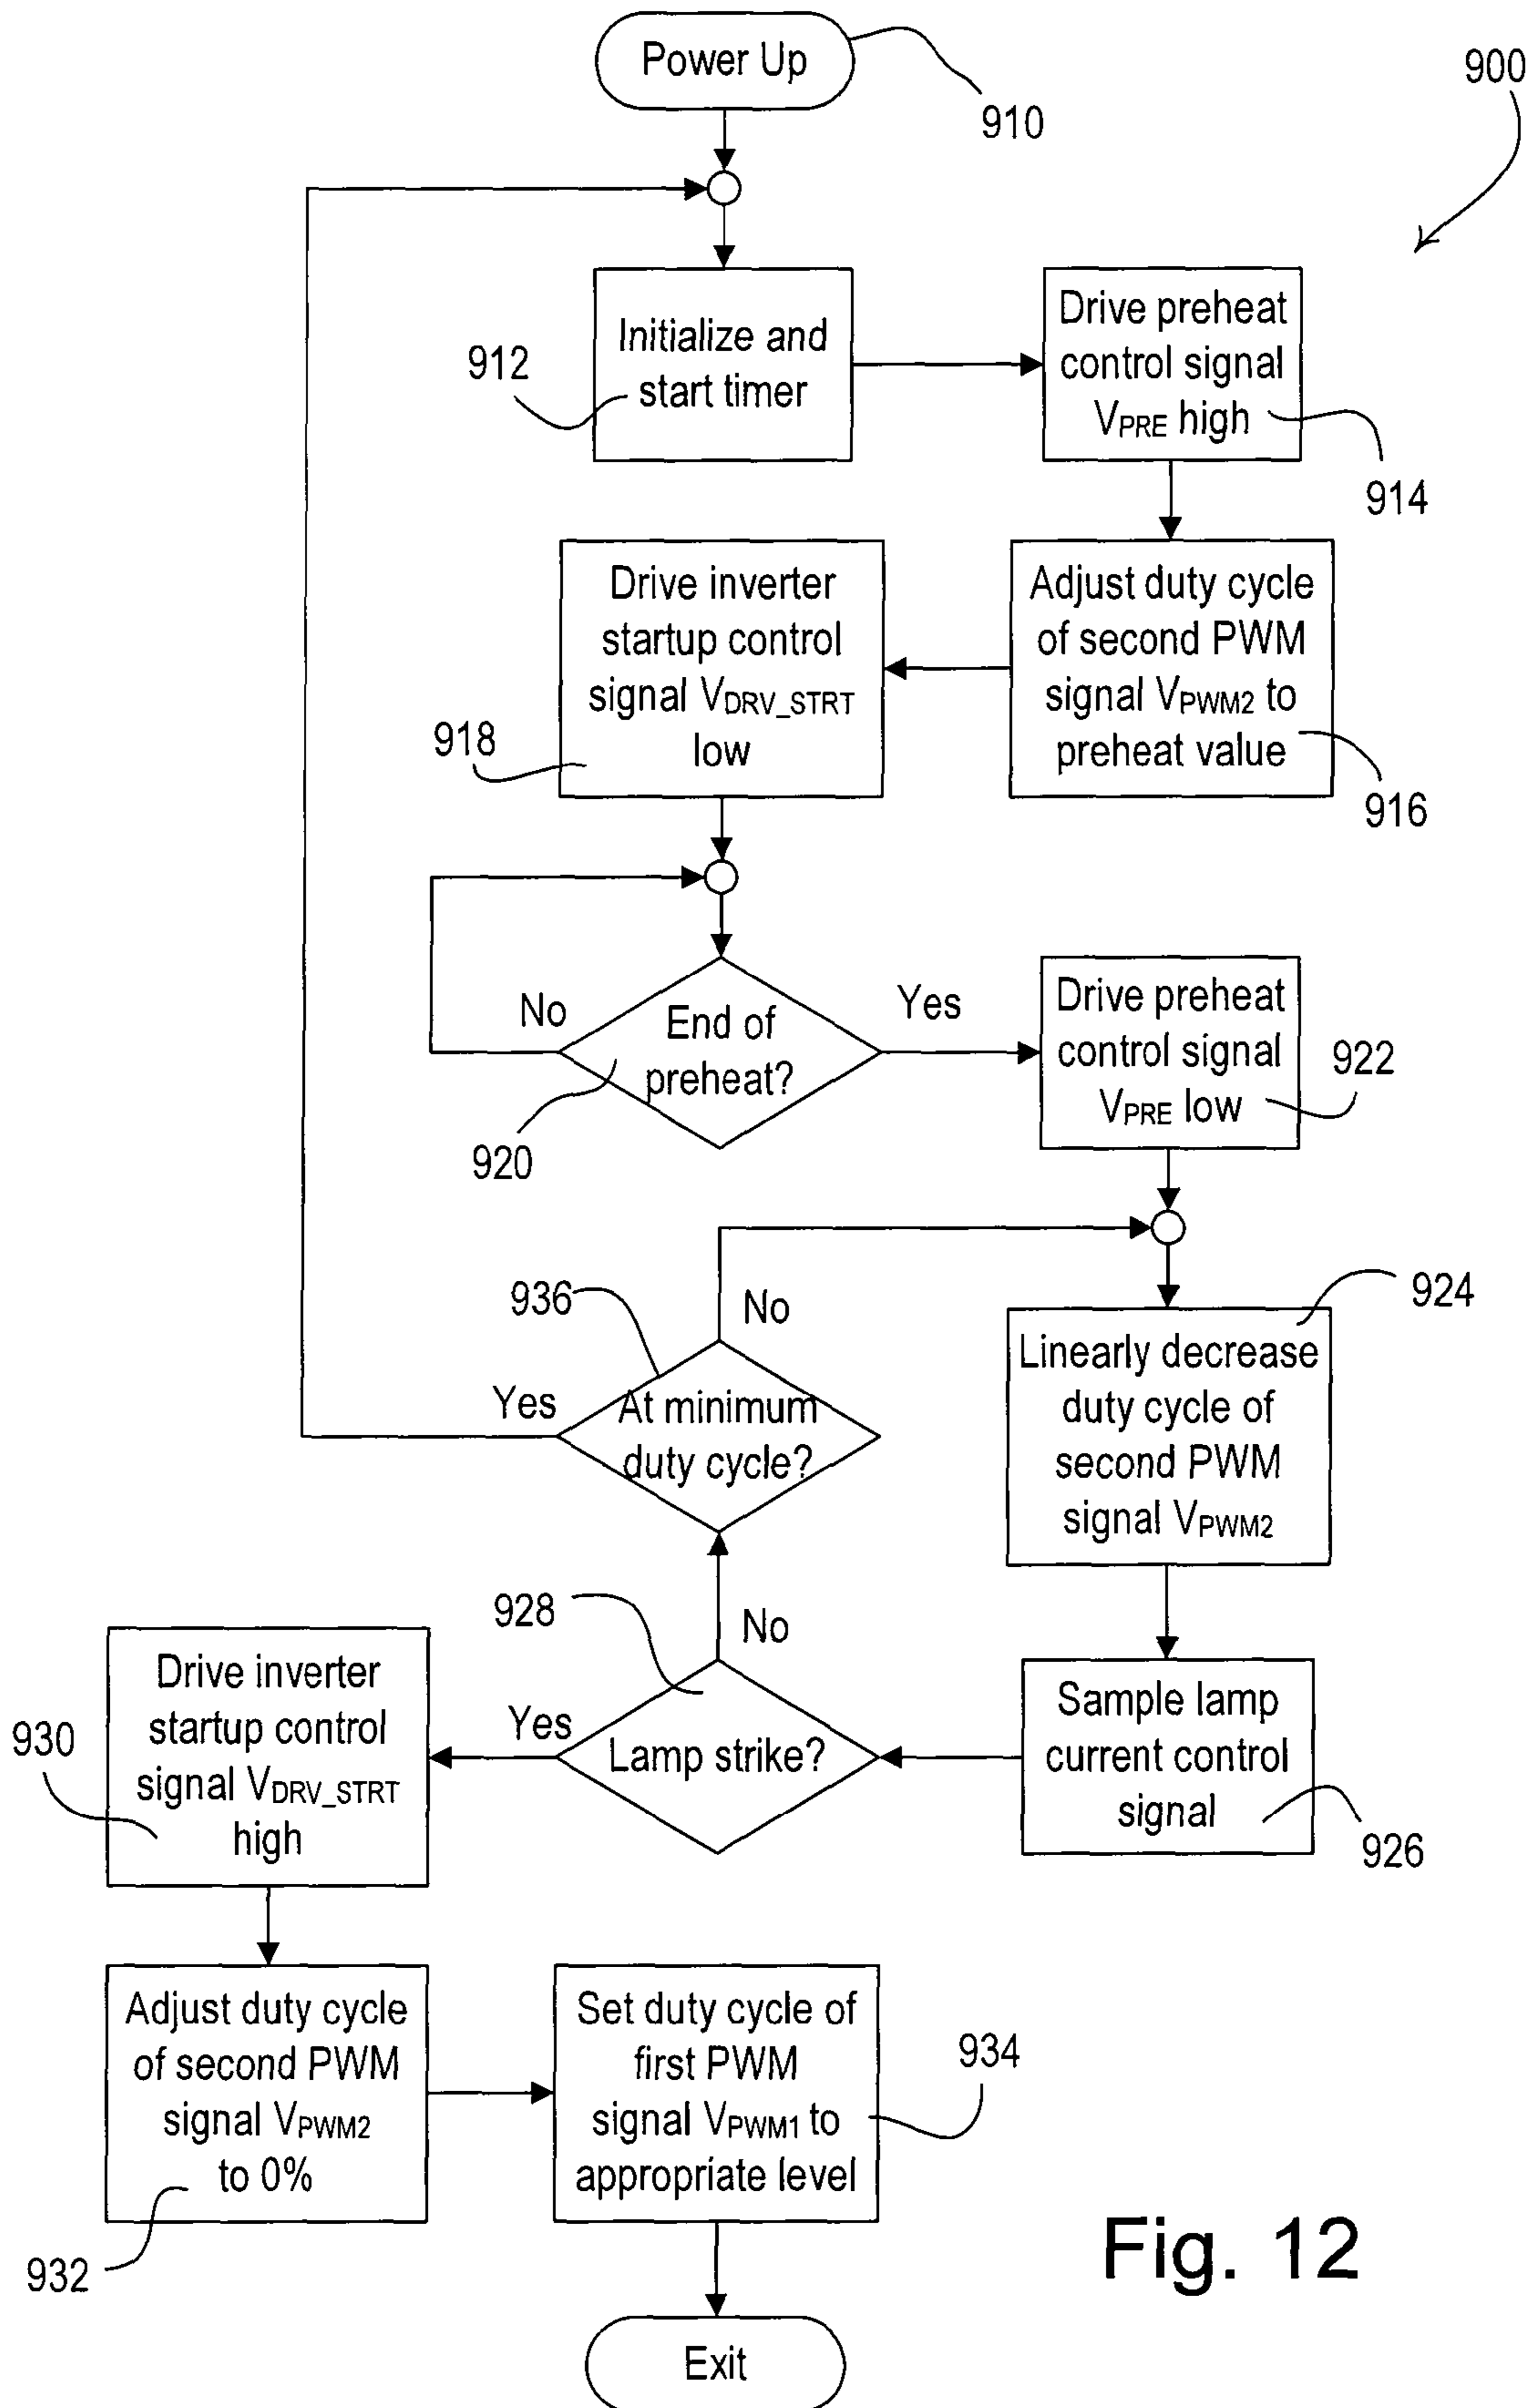 Power Up
910
900
Initialize and
start timer
912
Drive preheat
control signal
VPRE high
914
Drive inverter
startup control
signal VDRV_STRT
low
918
Adjust duty cycle
of second PWM
signal VPWM2 to
preheat value
916
No
End of
preheat?
Yes
920
Drive preheat
control signal
VPRE low
922
936
No
Yes
At minimum
duty cycle?
924
Linearly decrease
duty cycle of
second PWM
signal VPWM2
928
No
Yes
Lamp strike?
Sample lamp
current control
signal
926
930
Drive inverter
startup control
signal VDRV_STRT
high
Adjust duty cycle
of second PWM
signal VPWM2
to 0%
932
Set duty cycle of
first PWM
signal VPWM1 to
appropriate level
934
Exit
Fig. 12